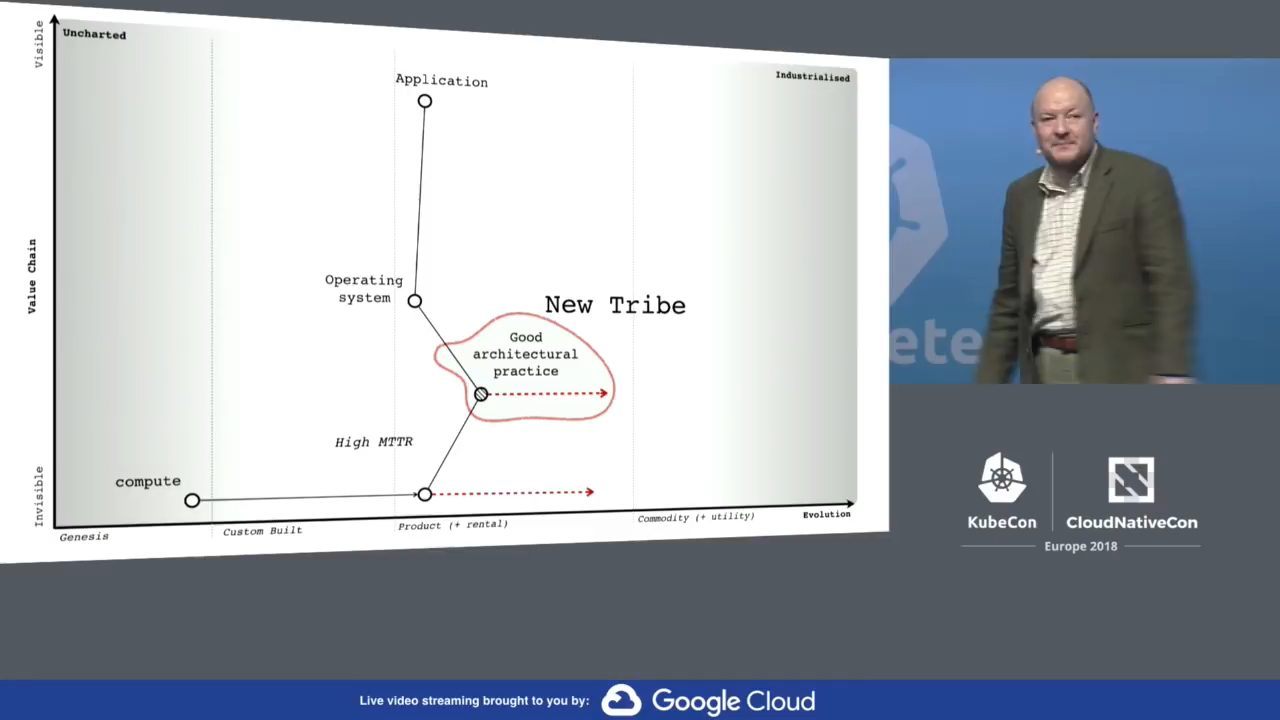 Uncharted
Industrialised
Visible
Value Chain
Invisible
Application
Operating
system
New Tribe
Good
architectural
practice
High MTTR
compute
Genesis
Custom Built
Product (+ rental)
Commodity (+ utility)
Evolution
ete
KubeCon
CloudNativeCon
Europe 2018
Live video streaming brought to you by:
Google Cloud